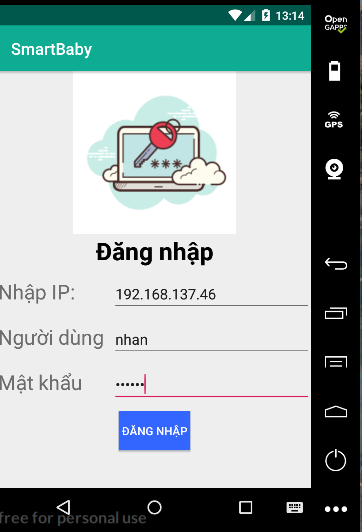 13:14
Open
GAPPS
SmartBaby
GPS
***
Đăng nhập
Nhập IP: 192.168.137.46
Người dùng nhan
Mật khẩu ••••••
ĐĂNG NHẬP
free for personal use